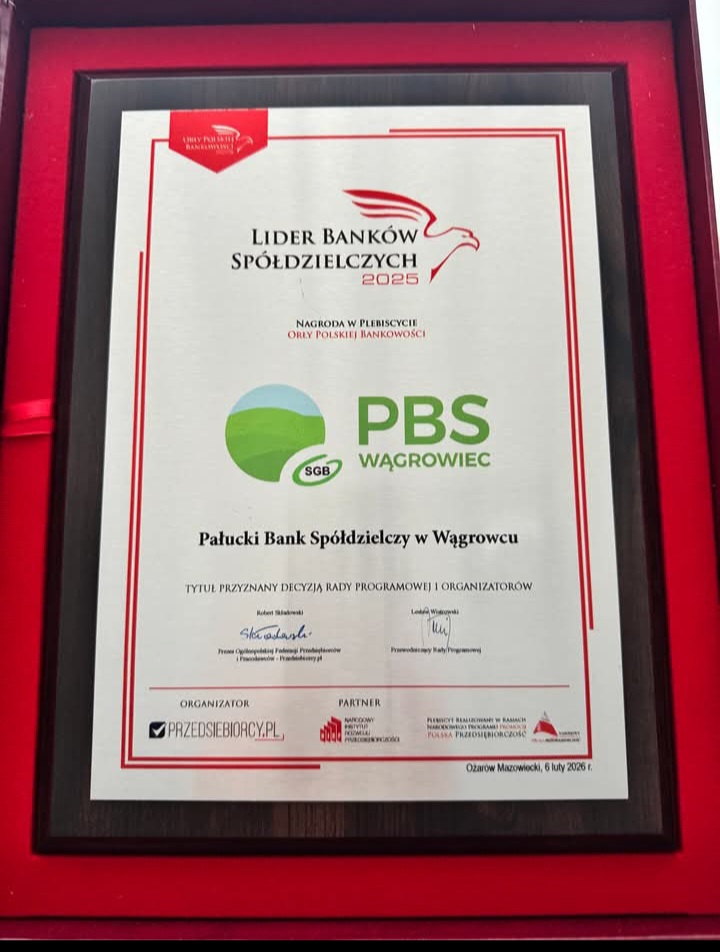 Orły Polskiej
Bankowości
Lider Banków
Spółdzielczych
2025
Nagroda w Plebiscycie
Orły Polskiej Bankowości
PBS
WĄGROWIEC
SGB
Pałucki Bank Spółdzielczy w Wągrowcu
TYTUŁ PRZYZNANY DECYZJĄ RADY PROGRAMOWEJ I ORGANIZATORÓW
Robert Składowski
Prezes Ogólnopolskiej Federacji Przedsiębiorców
i Pracodawców - Przedsiębiorcy.pl
Przewodniczący Rady Programowej
ORGANIZATOR
PRZEDSIEBIORCY.PL
PARTNER
NARODOWY
INSTYTUT
ROZWOJU
PRZEDSIĘBIORCZOŚCI
Plebiscyt realizowany w ramach
Narodowego Programu Promocji
Polska Przedsiębiorczość
Ożarów Mazowiecki, 6 luty 2026 r.